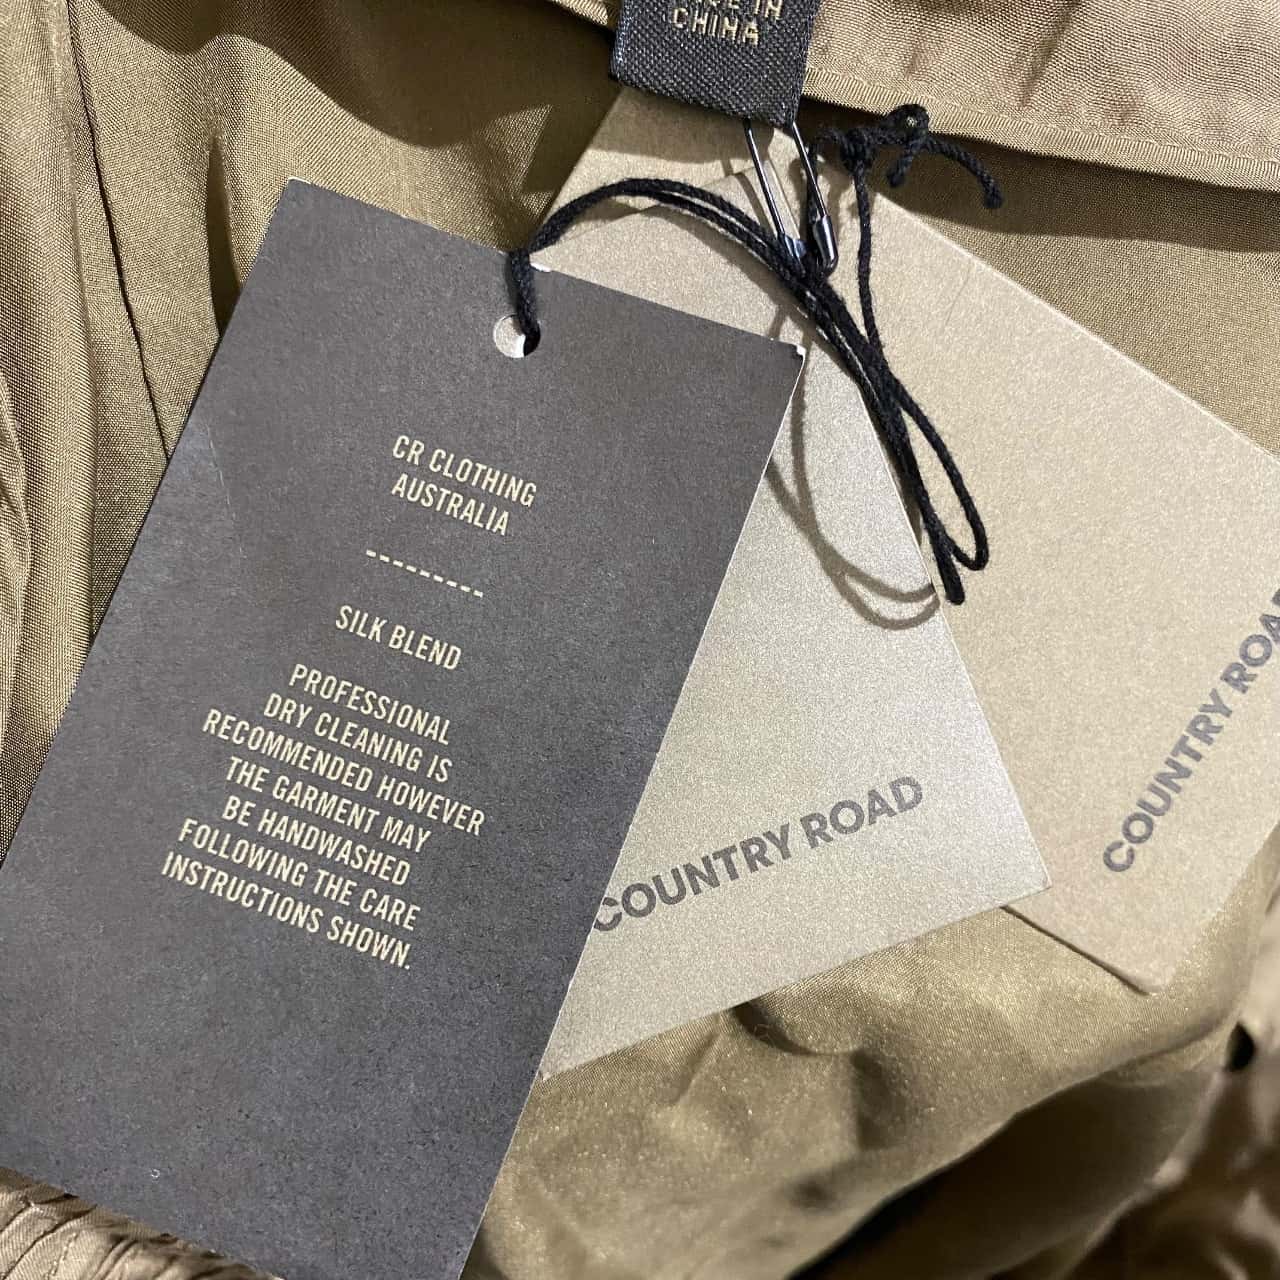 CHINA
CR CLOTHING
AUSTRALIA
---------
SILK BLEND
PROFESSIONAL
DRY CLEANING IS
RECOMMENDED HOWEVER
THE GARMENT MAY
BE HANDWASHED
FOLLOWING THE CARE
INSTRUCTIONS SHOWN.
COUNTRY ROAD
COUNTRY ROA